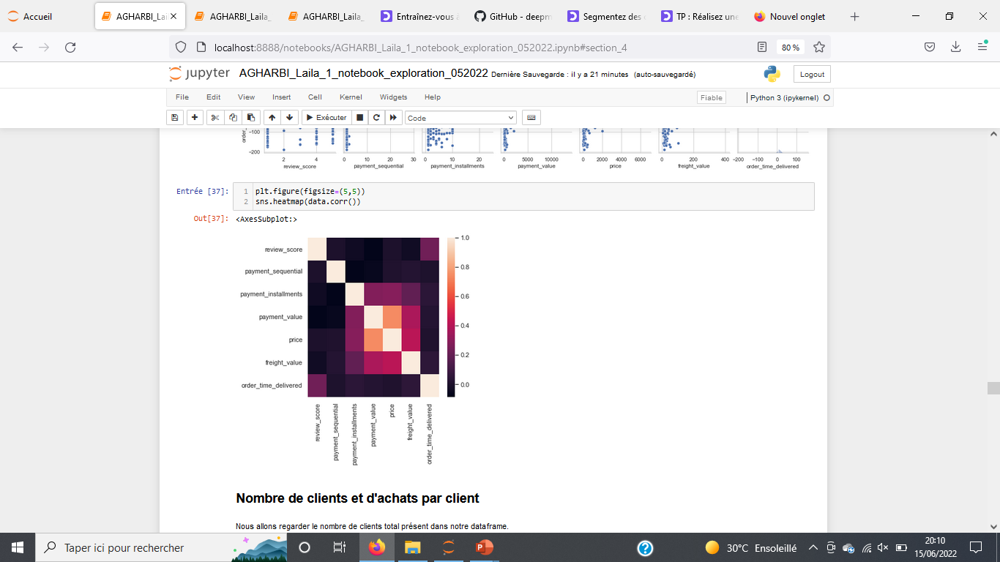 Accueil
AGHARBI_Lai
AGHARBI_Laila_
AGHARBI_Laila_
Entraînez-vous à
GitHub - deepm
Segmentez des
TP : Réalisez une
Nouvel onglet
localhost:8888/notebooks/AGHARBI_Laila_1_notebook_exploration_052022.ipynb#section_4
80 %
jupyter AGHARBI_Laila_1_notebook_exploration_052022 Dernière Sauvegarde : il y a 21 minutes (auto-sauvegardé)
Logout
File Edit View Insert Cell Kernel Widgets Help
Fiable
Python 3 (ipykernel)
Exécuter
Code
order_
−100
−200
2 4
0 10 20 30
0 10 20
0 5000 10000
0 2000 4000 6000
0 200 400
−200 −100 0 100
review_score
payment_sequential
payment_installments
payment_value
price
freight_value
order_time_delivered
Entrée [37]:
1 plt.figure(figsize=(5,5))
2 sns.heatmap(data.corr())
Out[37]: <AxesSubplot:>
review_score
payment_sequential
payment_installments
payment_value
price
freight_value
order_time_delivered
1.0
0.8
0.6
0.4
0.2
0.0
review_score
payment_sequential
payment_installments
payment_value
price
freight_value
order_time_delivered
Nombre de clients et d'achats par client
Nous allons regarder le nombre de clients total présent dans notre dataframe.
Taper ici pour rechercher
30°C Ensoleillé
20:10
15/06/2022